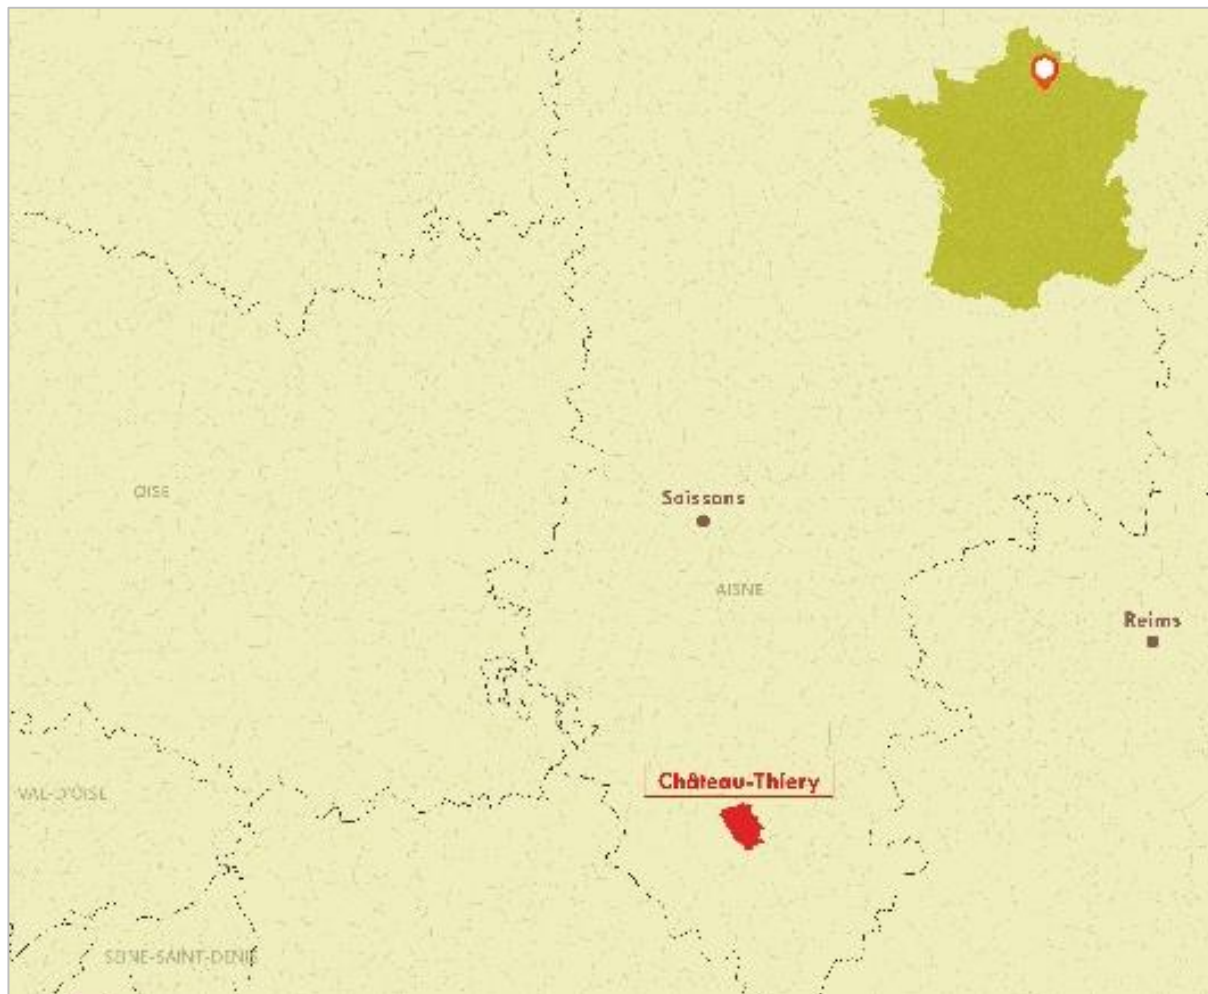 OISE
Soissons
AISNE
Reims
Château-Thiery
VAL-D'OISE
SEINE-SAINT-DENIS